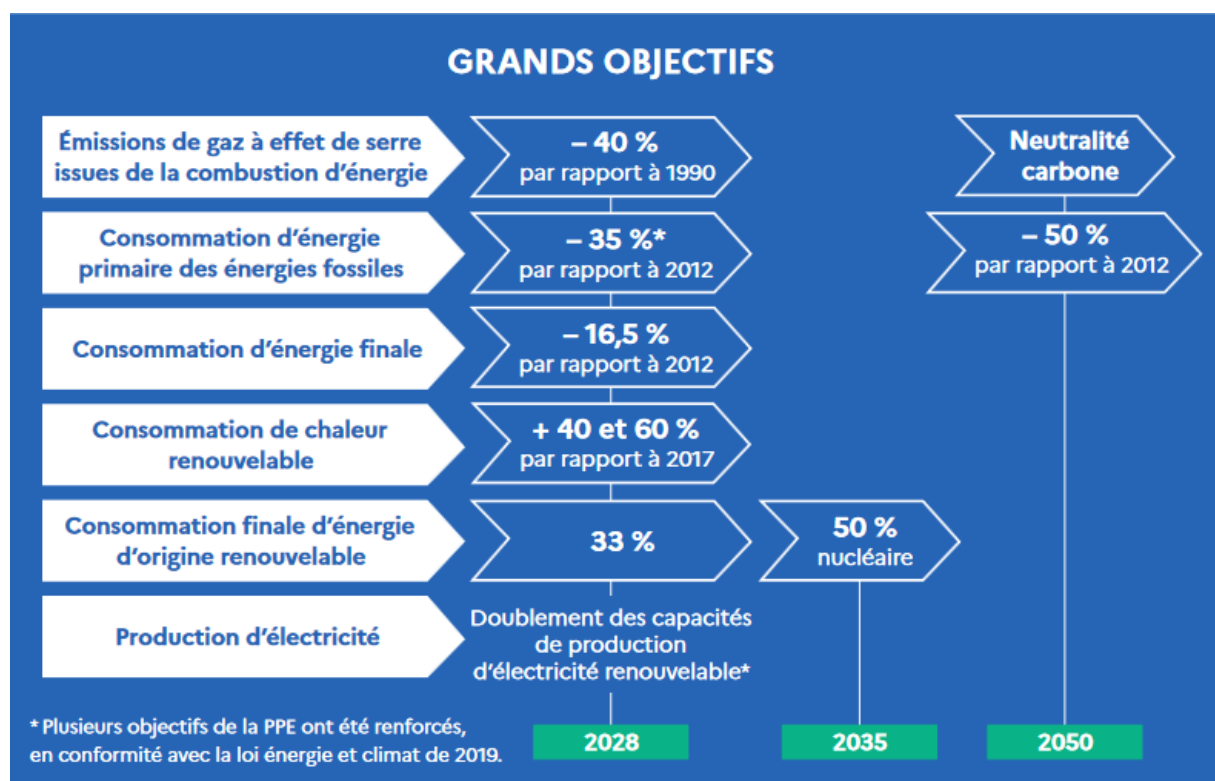 GRANDS OBJECTIFS
Émissions de gaz à effet de serre
issues de la combustion d'énergie
– 40 %
par rapport à 1990
Neutralité
carbone
Consommation d'énergie
primaire des énergies fossiles
– 35 %*
par rapport à 2012
– 50 %
par rapport à 2012
Consommation d'énergie finale
– 16,5 %
par rapport à 2012
Consommation de chaleur
renouvelable
+ 40 et 60 %
par rapport à 2017
Consommation finale d'énergie
d'origine renouvelable
33 %
50 %
nucléaire
Production d'électricité
Doublement des capacités
de production
d'électricité renouvelable*
* Plusieurs objectifs de la PPE ont été renforcés,
en conformité avec la loi énergie et climat de 2019.
2028
2035
2050